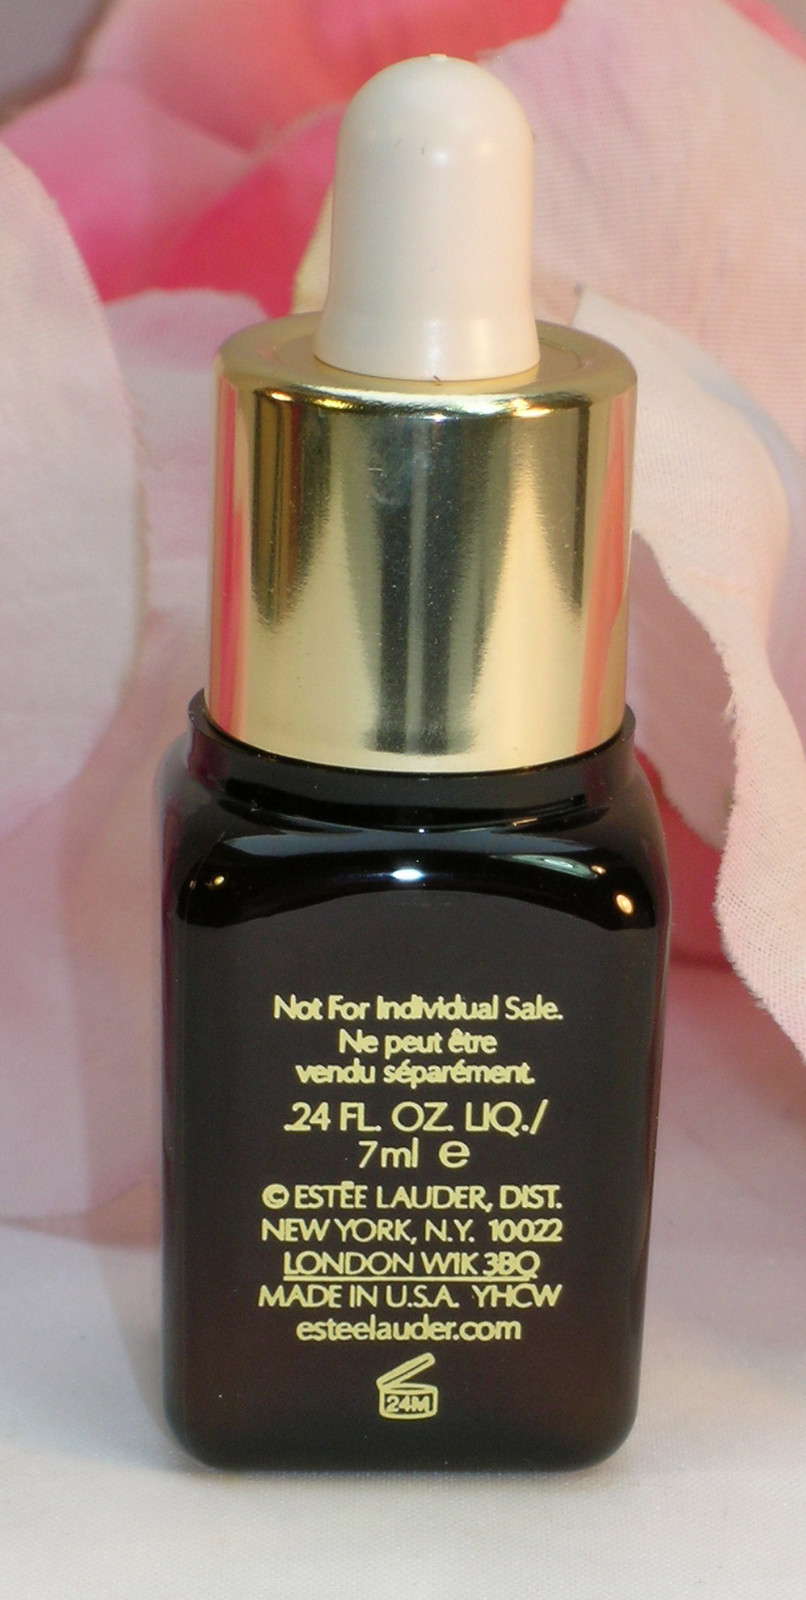 Not For Individual Sale.
Ne peut être
vendu séparément.
.24 FL. OZ. LIQ./
7ml e
© ESTĒE LAUDER, DIST.
NEW YORK, N.Y. 10022
LONDON W1K 3BQ
MADE IN U.S.A. YHCW
esteelauder.com
24M